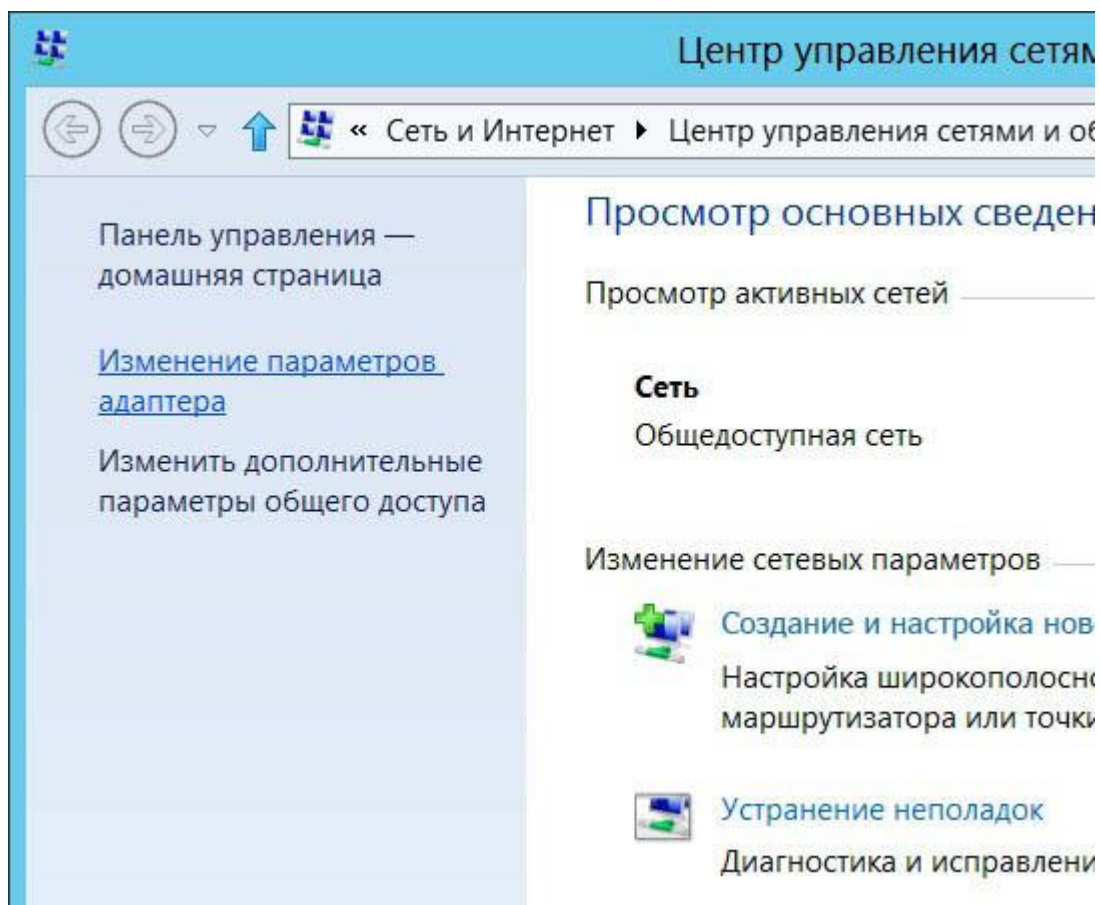 Центр управления сетям
« Сеть и Интернет ▸ Центр управления сетями и об
Панель управления —
домашняя страница
Изменение параметров
адаптера
Изменить дополнительные
параметры общего доступа
Просмотр основных сведен
Просмотр активных сетей
Сеть
Общедоступная сеть
Изменение сетевых параметров
Создание и настройка нов
Настройка широкополосно
маршрутизатора или точки
Устранение неполадок
Диагностика и исправлени